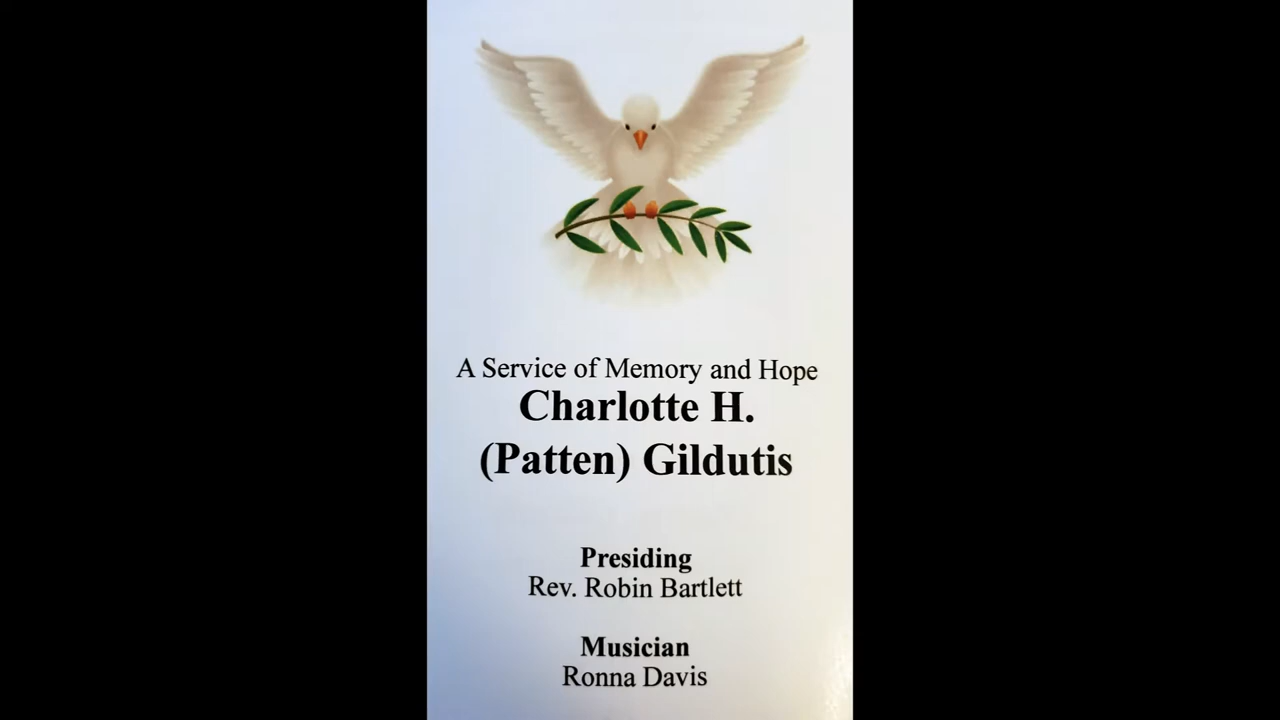 A Service of Memory and Hope
Charlotte H.
(Patten) Gildutis
Presiding
Rev. Robin Bartlett
Musician
Ronna Davis